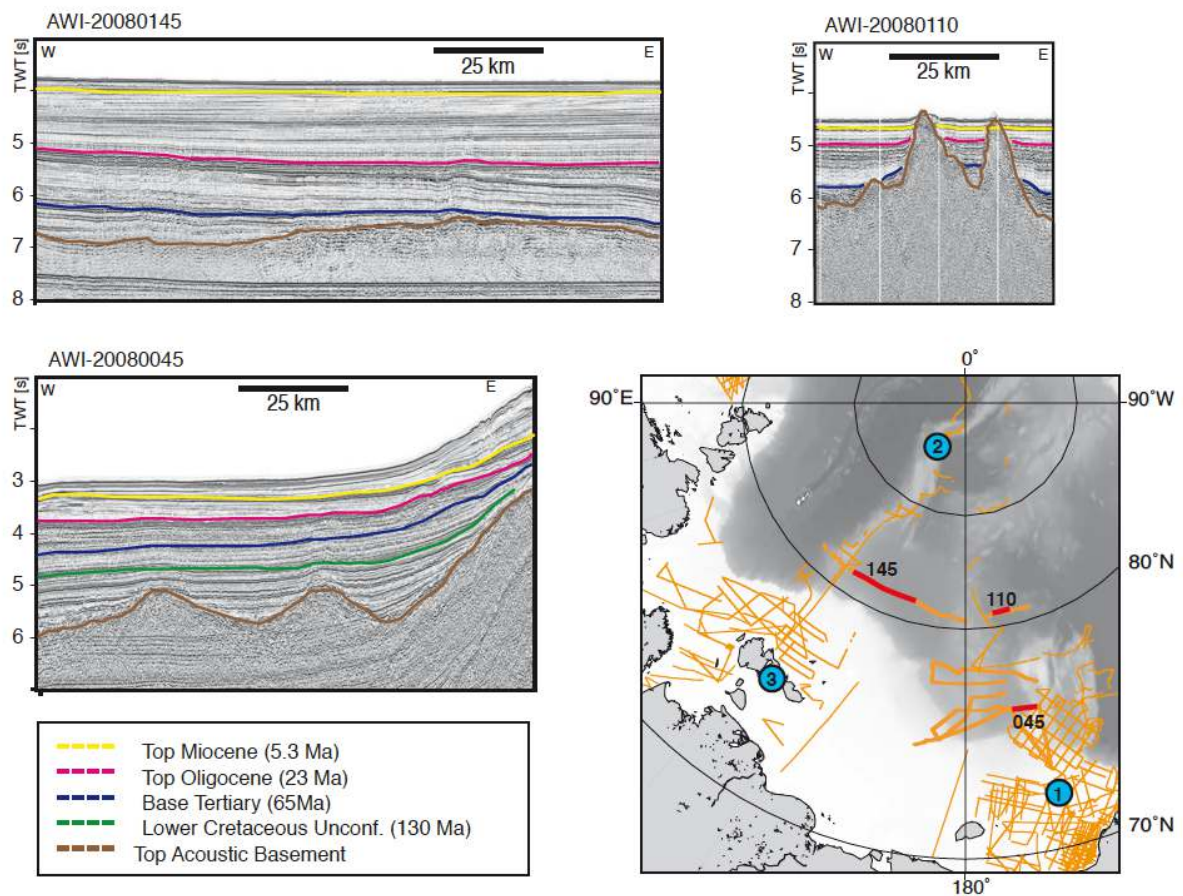 AWI-20080145
TWT [s]
W
E
25 km
5
6
7
8
AWI-20080110
TWT [s]
W
E
25 km
5
6
7
8
AWI-20080045
TWT [s]
W
E
25 km
3
4
5
6
0°
90°E
90°W
2
145
110
80°N
3
045
1
70°N
180°
Top Miocene (5.3 Ma)
Top Oligocene (23 Ma)
Base Tertiary (65Ma)
Lower Cretaceous Unconf. (130 Ma)
Top Acoustic Basement